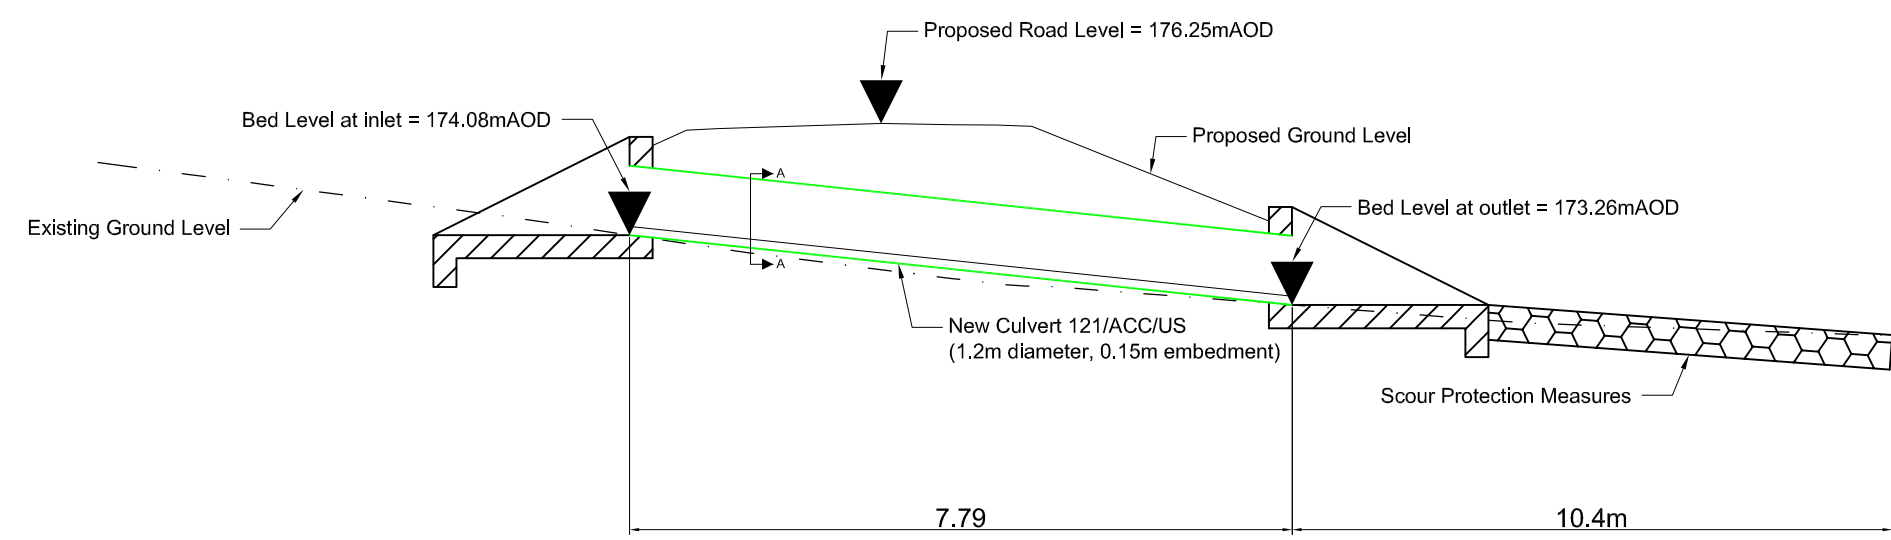 Proposed Road Level = 176.25mAOD
Bed Level at inlet = 174.08mAOD
Proposed Ground Level
A
Existing Ground Level
Bed Level at outlet = 173.26mAOD
A
New Culvert 121/ACC/US
(1.2m diameter, 0.15m embedment)
Scour Protection Measures
7.79
10.4m